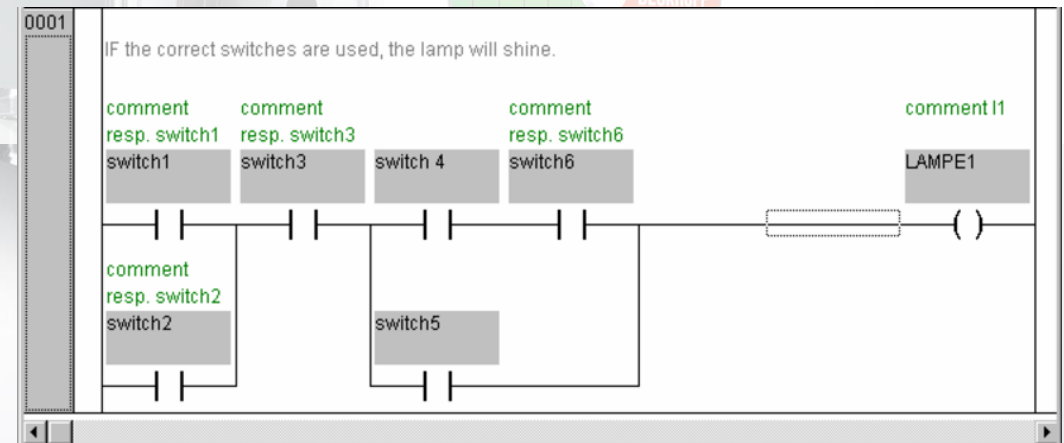 0001
IF the correct switches are used, the lamp will shine.
comment comment comment comment l1
resp. switch1 resp. switch3 resp. switch6
switch1 switch3 switch 4 switch6 LAMPE1
comment
resp. switch2
switch2 switch5